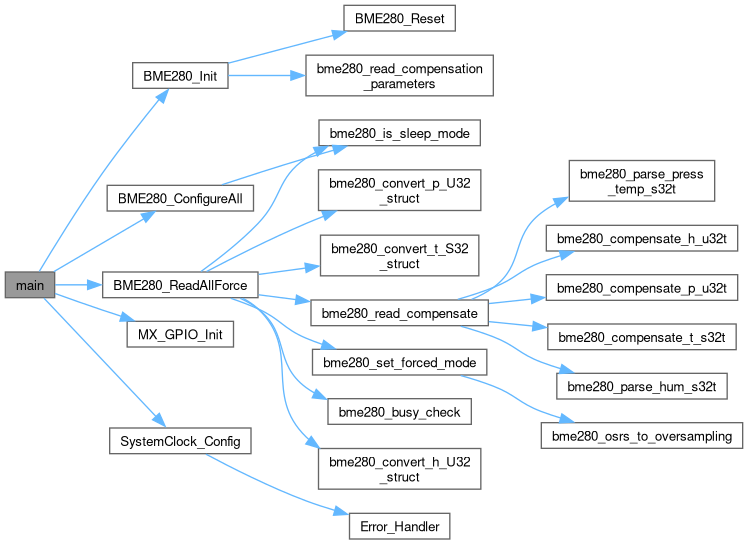 main
BME280_Init
BME280_ConfigureAll
BME280_ReadAllForce
MX_GPIO_Init
SystemClock_Config
BME280_Reset
bme280_read_compensation
_parameters
bme280_is_sleep_mode
bme280_convert_p_U32
_struct
bme280_convert_t_S32
_struct
bme280_read_compensate
bme280_set_forced_mode
bme280_busy_check
bme280_convert_h_U32
_struct
Error_Handler
bme280_parse_press
_temp_s32t
bme280_compensate_h_u32t
bme280_compensate_p_u32t
bme280_compensate_t_s32t
bme280_parse_hum_s32t
bme280_osrs_to_oversampling